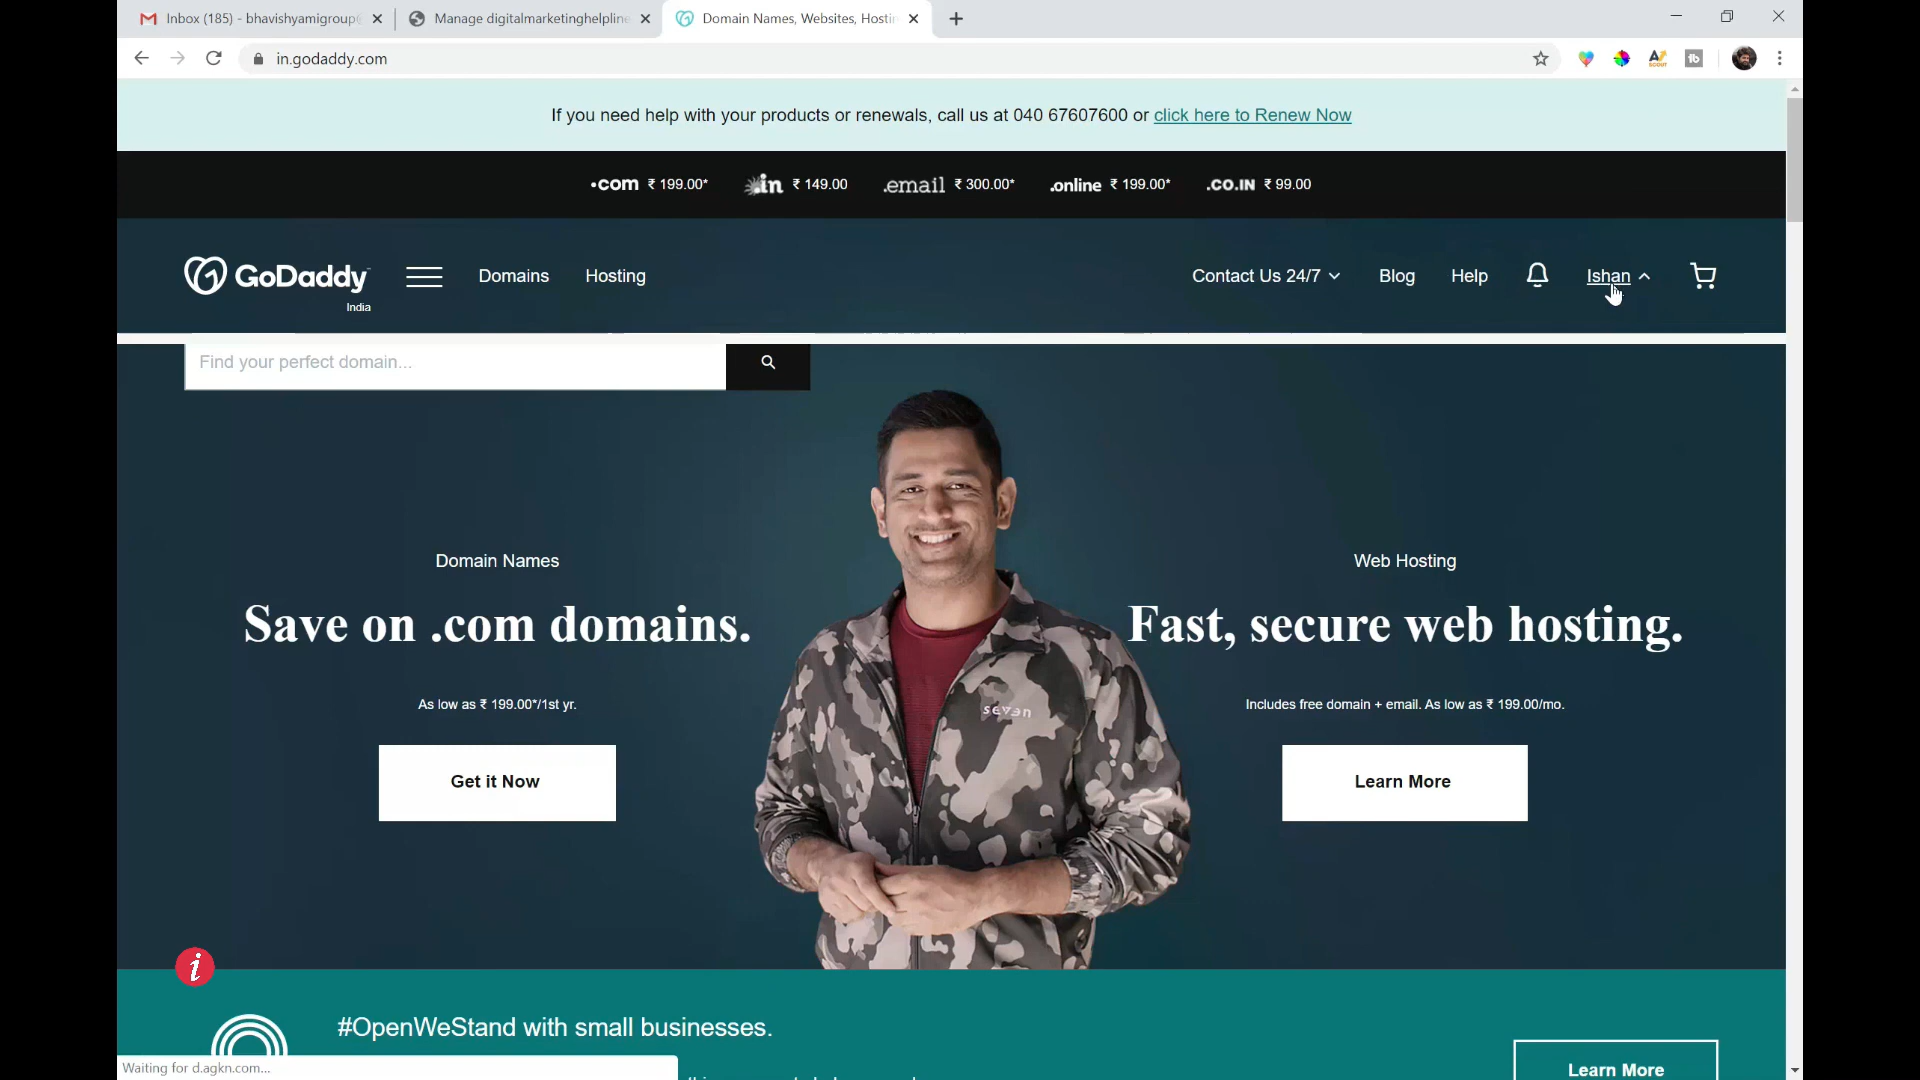 Inbox (185) - bhavishyamigroup@
Manage digitalmarketinghelpline
Domain Names, Websites, Hostin
in.godaddy.com
If you need help with your products or renewals, call us at 040 67607600 or click here to Renew Now
.com ₹ 199.00* .in ₹ 149.00 .email ₹ 300.00* .online ₹ 199.00* .CO.IN ₹ 99.00
GoDaddy Domains Hosting Contact Us 24/7 Blog Help Ishan
India
Find your perfect domain...
Domain Names
Save on .com domains.
As low as ₹ 199.00*/1st yr.
Get it Now
seven
Web Hosting
Fast, secure web hosting.
Includes free domain + email. As low as ₹ 199.00/mo.
Learn More
i
#OpenWeStand with small businesses.
Learn More
Waiting for d.agkn.com...